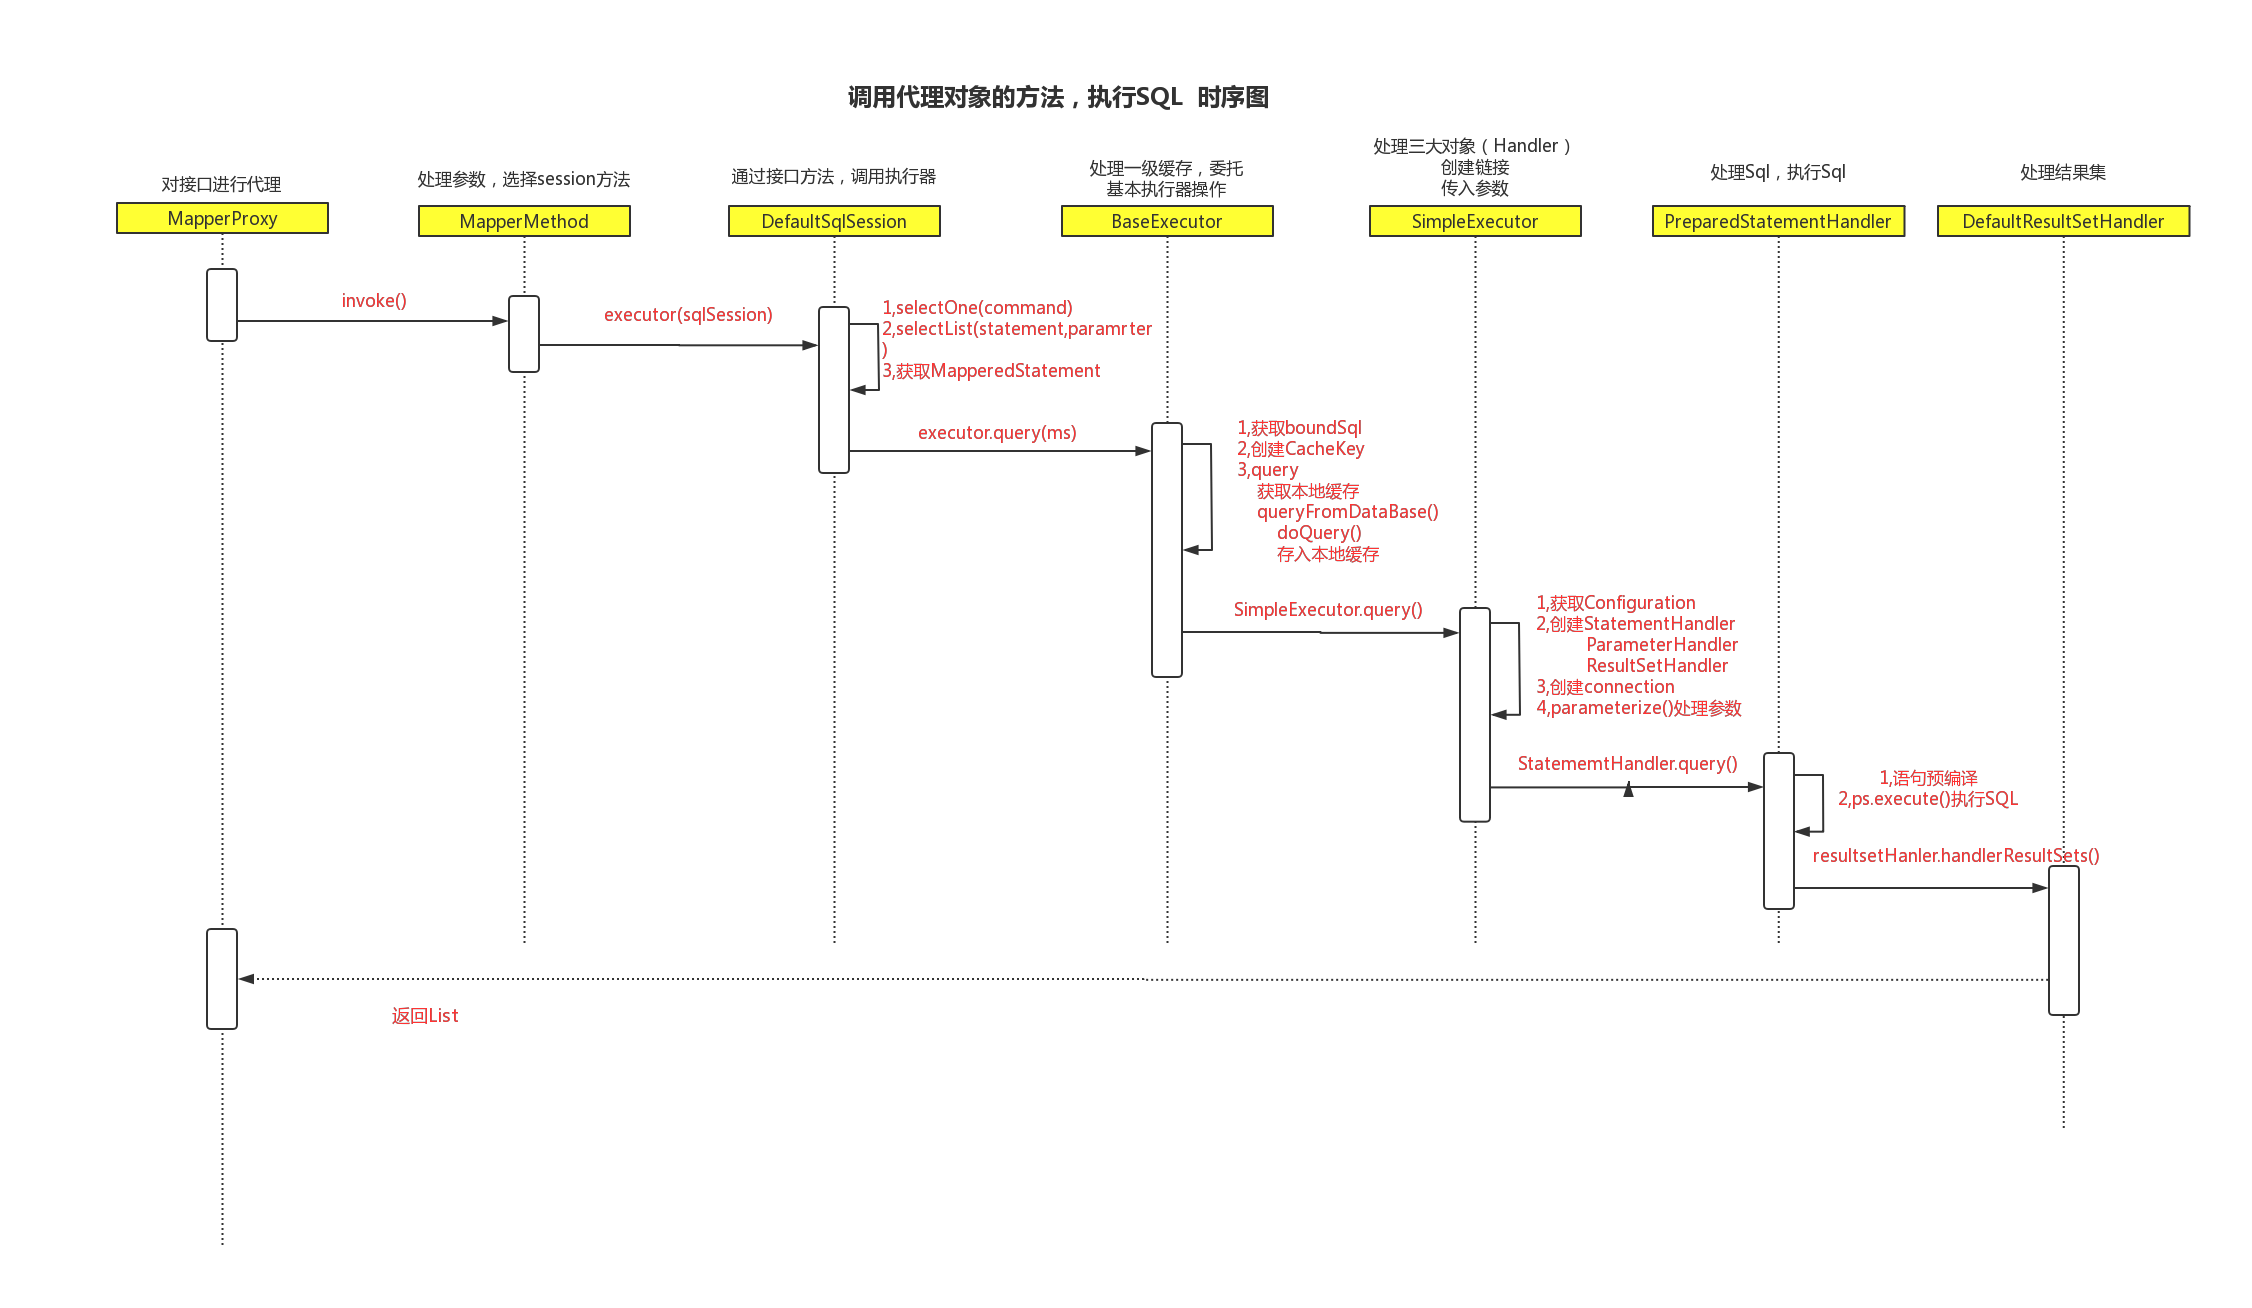 调用代理对象的方法，执行SQL  时序图
对接口进行代理
MapperProxy
处理参数，选择session方法
MapperMethod
通过接口方法，调用执行器
DefaultSqlSession
处理一级缓存，委托
基本执行器操作
BaseExecutor
处理三大对象（Handler）
创建链接
传入参数
SimpleExecutor
处理Sql，执行Sql
PreparedStatementHandler
处理结果集
DefaultResultSetHandler
invoke()
executor(sqlSession)
1,selectOne(command)
2,selectList(statement,paramrter
)
3,获取MapperedStatement
executor.query(ms)
1,获取boundSql
2,创建CacheKey
3,query
获取本地缓存
queryFromDataBase()
doQuery()
存入本地缓存
SimpleExecutor.query()
1,获取Configuration
2,创建StatementHandler
ParameterHandler
ResultSetHandler
3,创建connection
4,parameterize()处理参数
StatememtHandler.query()
1,语句预编译
2,ps.execute()执行SQL
resultsetHanler.handlerResultSets()
返回List